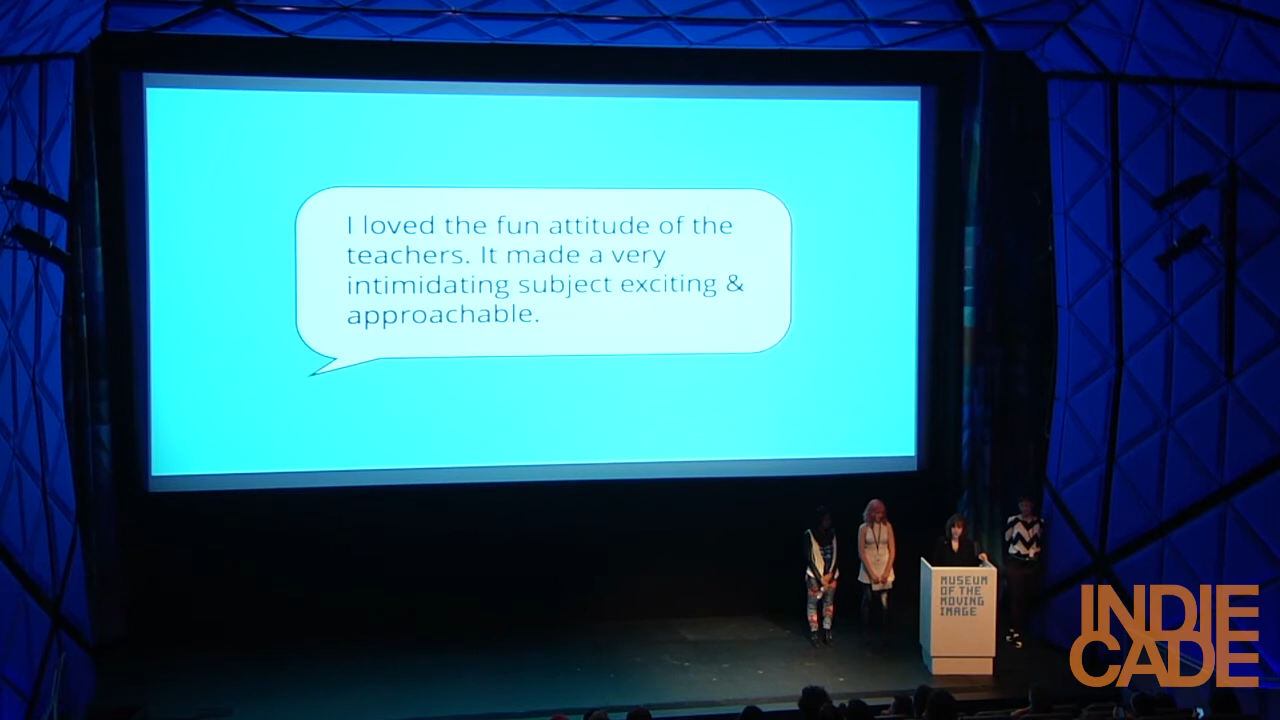 I loved the fun attitude of the
teachers. It made a very
intimidating subject exciting &
approachable.
MUSEUM
OF THE
MOVING
IMAGE
INDIE
CADE